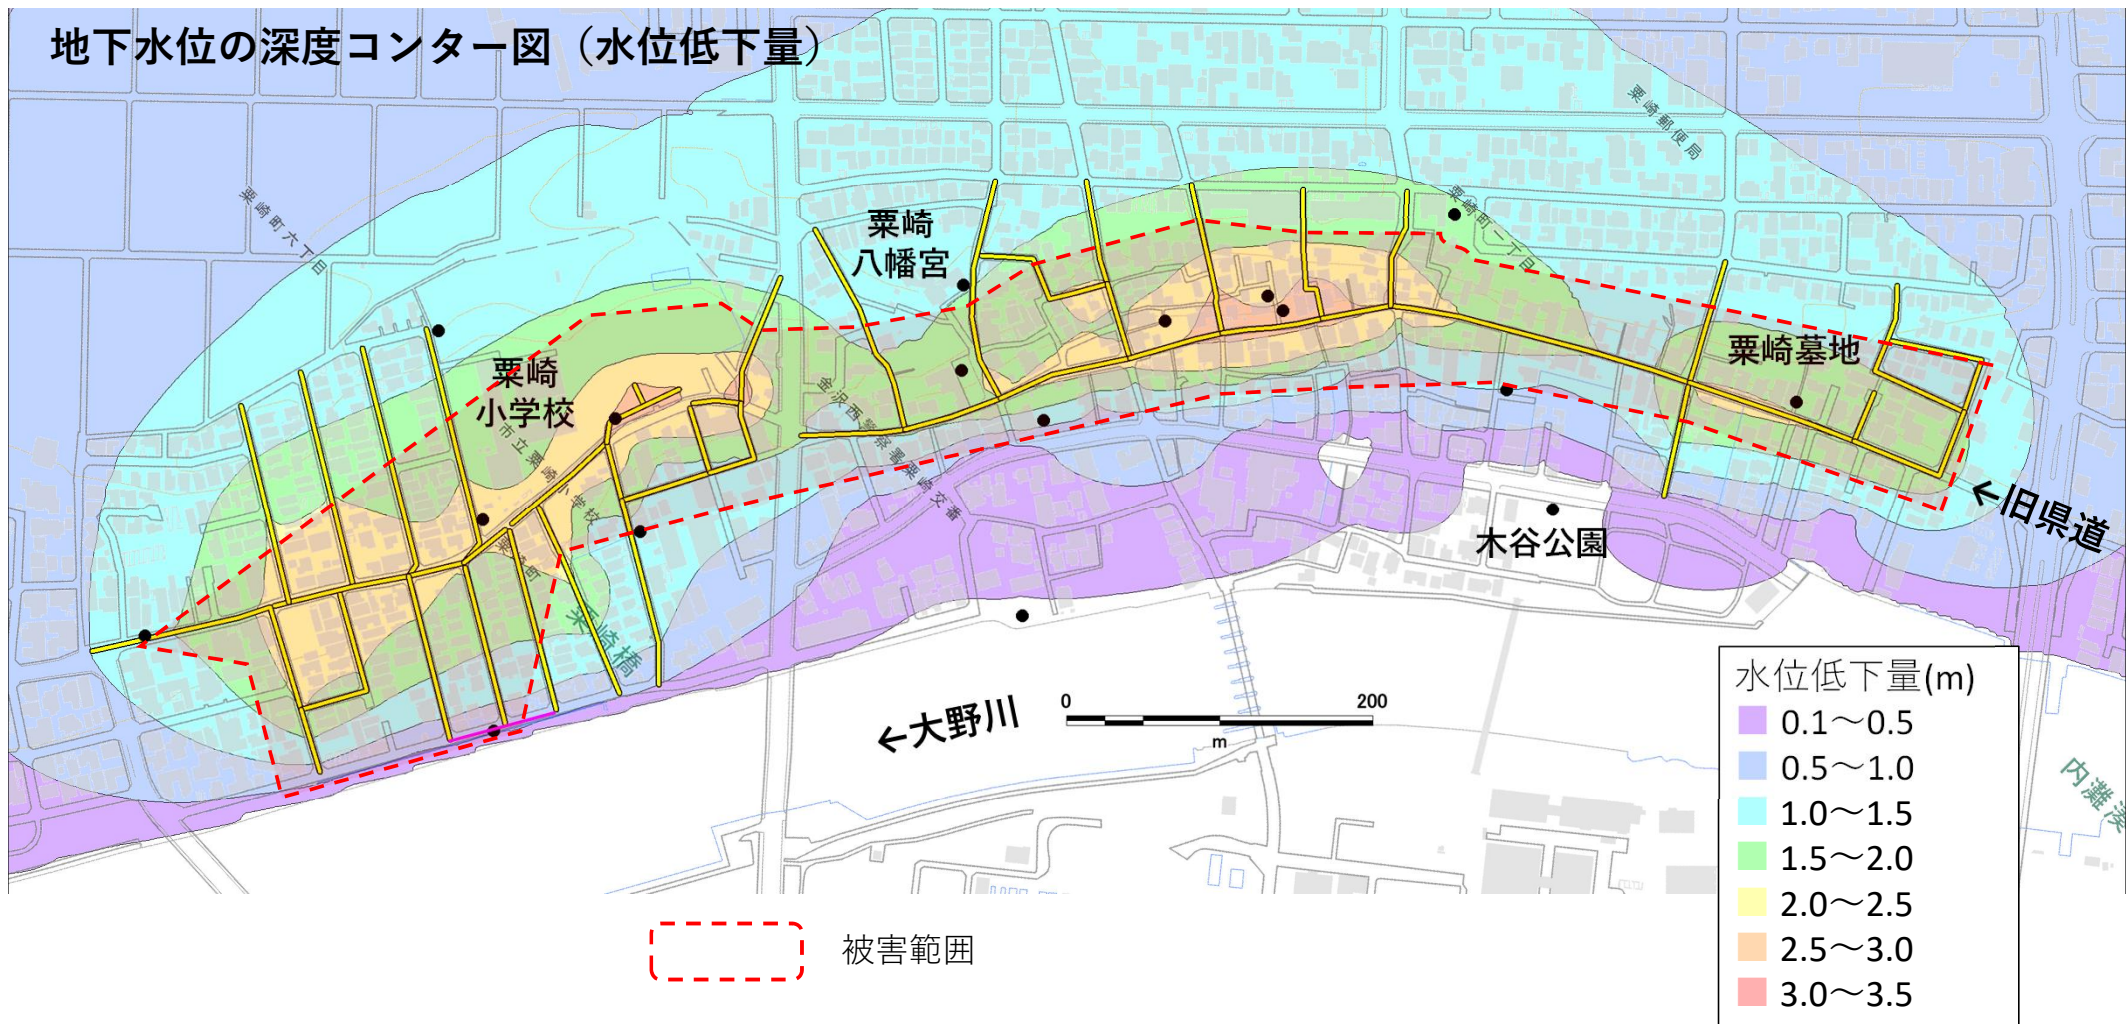 地下水位の深度コンター図（水位低下量）
粟崎郵便局
粟崎町六丁目
粟崎町一丁目
粟崎
八幡宮
粟崎
小学校
市立粟崎小学校
金沢西警察署粟崎交番
粟崎墓地
粟崎町
粟崎橋
←旧県道
木谷公園
←大野川
0
200
m
内灘湊
水位低下量(m)
0.1～0.5
0.5～1.0
1.0～1.5
1.5～2.0
2.0～2.5
2.5～3.0
3.0～3.5
被害範囲